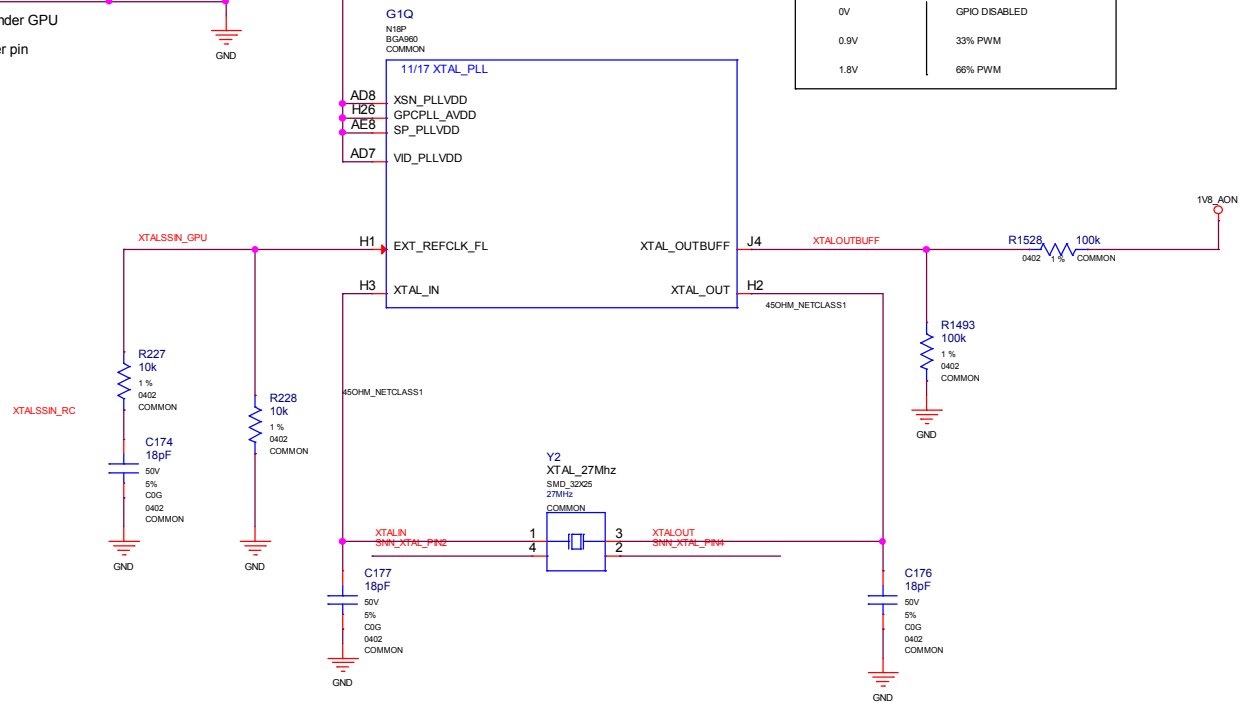 nder GPU
r pin
GND
G1Q
N18P
BGA960
COMMON
0V GPIO DISABLED
0.9V 33% PWM
1.8V 66% PWM
11/17 XTAL_PLL
AD8 XSN_PLLVDD
H26 GPCPLL_AVDD
AE8 SP_PLLVDD
AD7 VID_PLLVDD
1V8_AON
XTALSSIN_GPU H1 EXT_REFCLK_FL XTAL_OUTBUFF J4 XTALOUTBUFF
R1528 100k
0402 1 % COMMON
H3 XTAL_IN XTAL_OUT H2
45OHM_NETCLASS1
R1493
100k
1 %
0402
COMMON
GND
R227
10k
1 %
0402
COMMON
XTALSSIN_RC
45OHM_NETCLASS1
R228
10k
1 %
0402
COMMON
C174
18pF
50V
5%
C0G
0402
COMMON
GND
GND
Y2
XTAL_27Mhz
SMD_32X25
27MHz
COMMON
XTALIN 1 3 XTALOUT
SNN_XTAL_PIN2 4 2 SNN_XTAL_PIN4
C177
18pF
50V
5%
C0G
0402
COMMON
GND
C176
18pF
50V
5%
C0G
0402
COMMON
GND